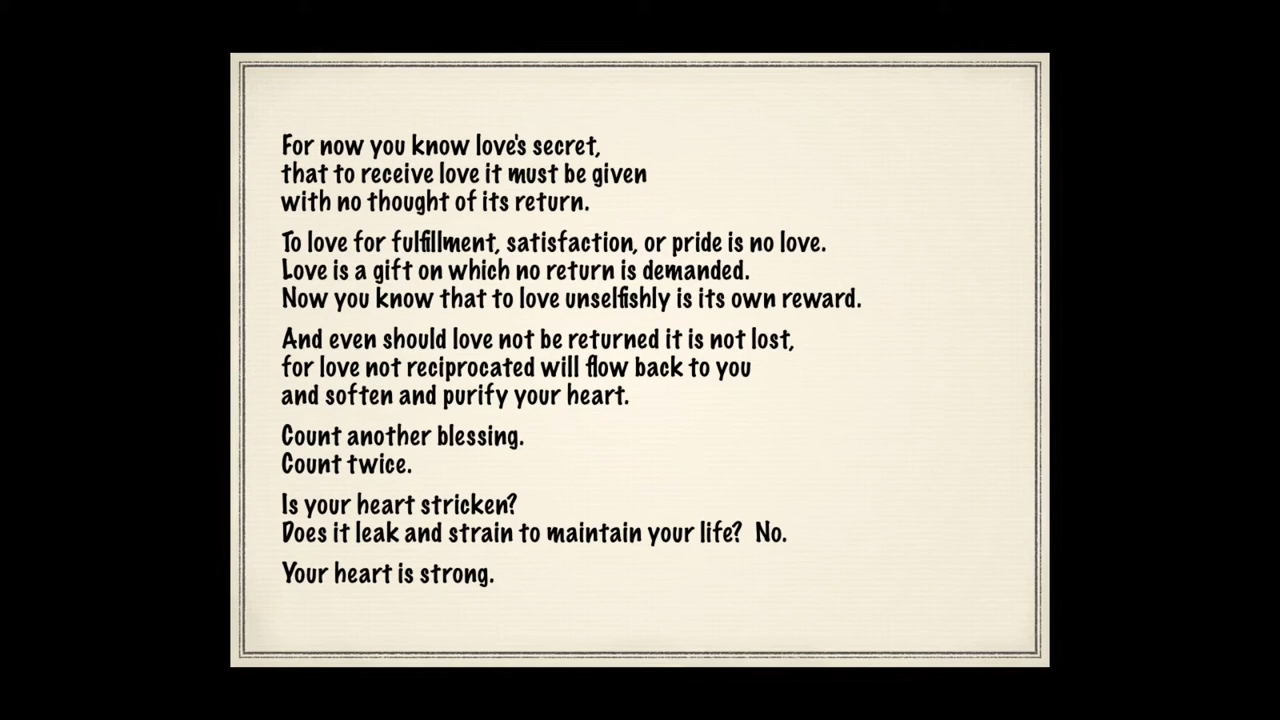 For now you know love's secret,
that to receive love it must be given
with no thought of its return.
To love for fulfillment, satisfaction, or pride is no love.
Love is a gift on which no return is demanded.
Now you know that to love unselfishly is its own reward.
And even should love not be returned it is not lost,
for love not reciprocated will flow back to you
and soften and purify your heart.
Count another blessing.
Count twice.
Is your heart stricken?
Does it leak and strain to maintain your life?  No.
Your heart is strong.